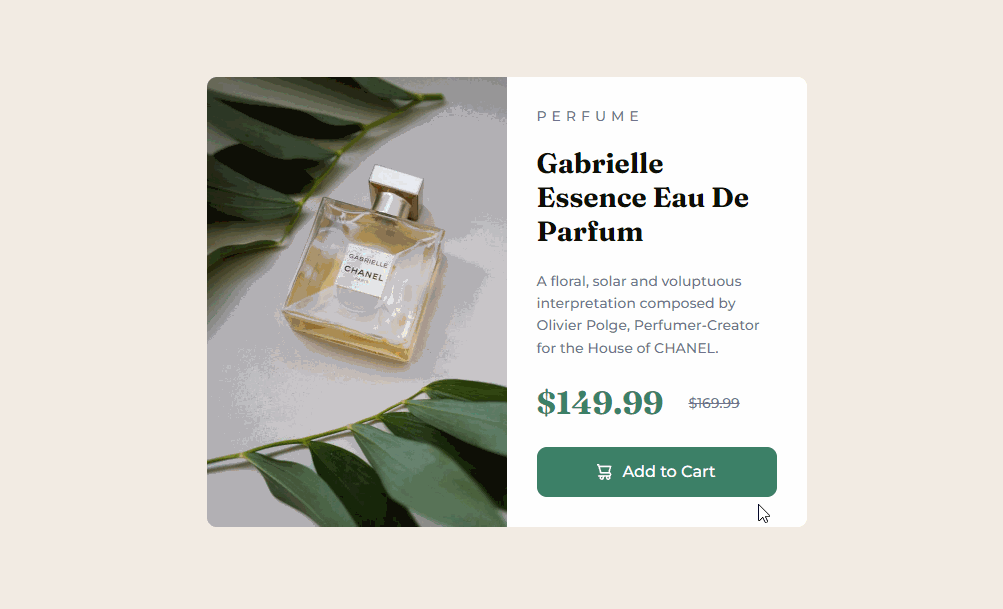 GABRIELLE
CHANEL
PARIS
PERFUME
Gabrielle
Essence Eau De
Parfum
A floral, solar and voluptuous
interpretation composed by
Olivier Polge, Perfumer-Creator
for the House of CHANEL.
$149.99 $169.99
Add to Cart